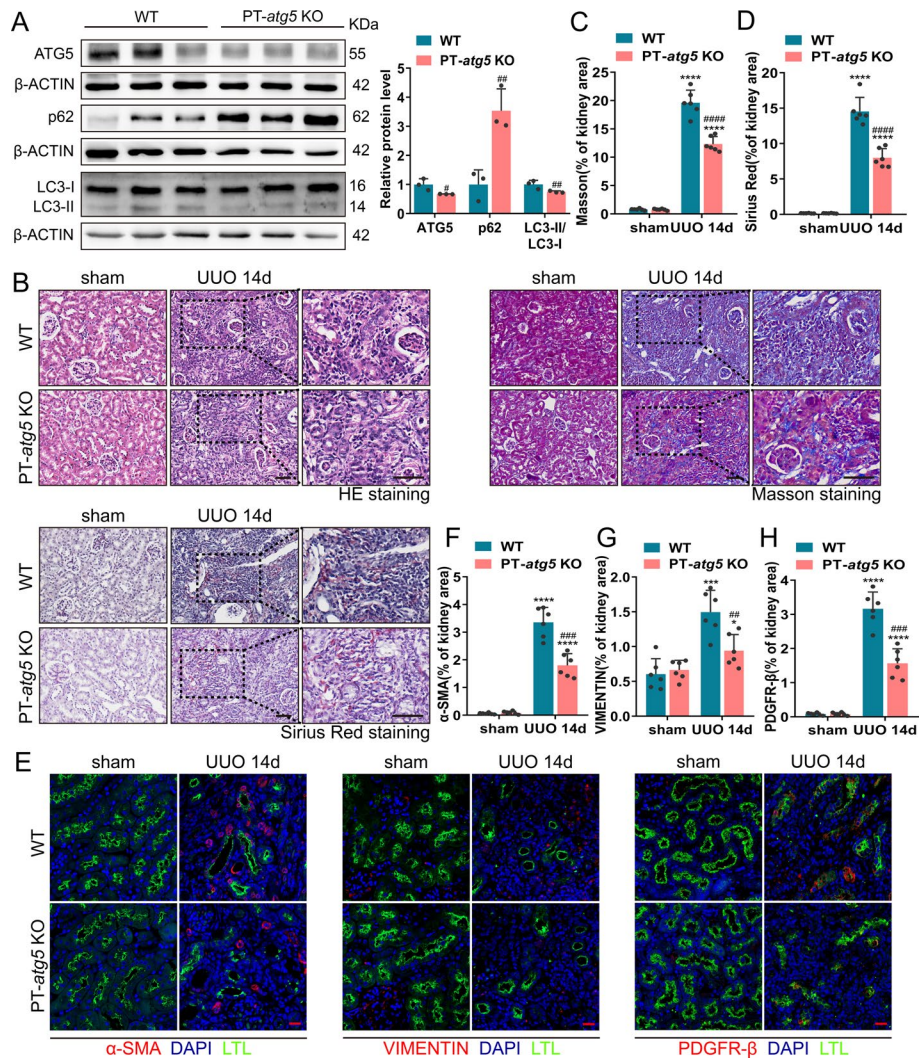 A
WT
PT-atg5 KO
KDa
ATG5
55
β-ACTIN
42
p62
62
β-ACTIN
42
LC3-I
16
LC3-II
14
β-ACTIN
42
WT
PT-atg5 KO
Relative protein level
5
4
3
2
1
0
#
##
##
ATG5
p62
LC3-II/
LC3-I
C
WT
PT-atg5 KO
Masson(% of kidney area)
25
20
15
10
5
0
****
####
****
sham
UUO 14d
D
WT
PT-atg5 KO
Sirius Red(%of kidney area)
20
15
10
5
0
****
####
****
sham
UUO 14d
B
sham
UUO 14d
WT
PT-atg5 KO
HE staining
sham
UUO 14d
Masson staining
sham
UUO 14d
WT
PT-atg5 KO
Sirius Red staining
F
WT
PT-atg5 KO
α-SMA(% of kidney area)
5
4
3
2
1
0
****
###
****
sham
UUO 14d
G
WT
PT-atg5 KO
VIMENTIN(% of kidney area)
2.0
1.5
1.0
0.5
0.0
***
##
*
sham
UUO 14d
H
WT
PT-atg5 KO
PDGFR-β(% of kidney area)
5
4
3
2
1
0
****
###
****
sham
UUO 14d
E
sham
UUO 14d
sham
UUO 14d
sham
UUO 14d
WT
PT-atg5 KO
α-SMA DAPI LTL
VIMENTIN DAPI LTL
PDGFR-β DAPI LTL